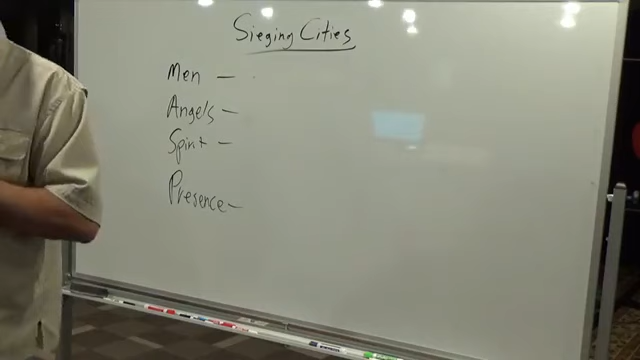 Sieging Cities
Men —
Angels —
Spirit —
Presence —